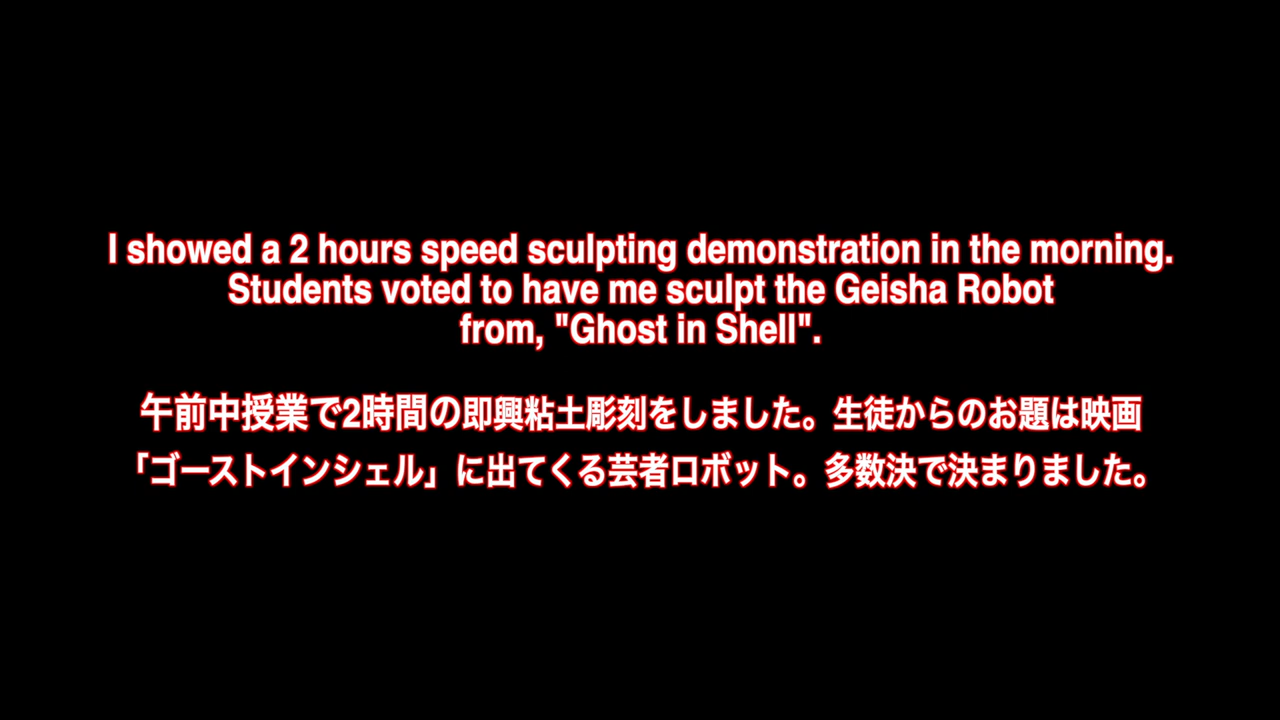 I showed a 2 hours speed sculpting demonstration in the morning.
Students voted to have me sculpt the Geisha Robot
from, "Ghost in Shell".
午前中授業で2時間の即興粘土彫刻をしました。生徒からのお題は映画
「ゴーストインシェル」に出てくる芸者ロボット。多数決で決まりました。